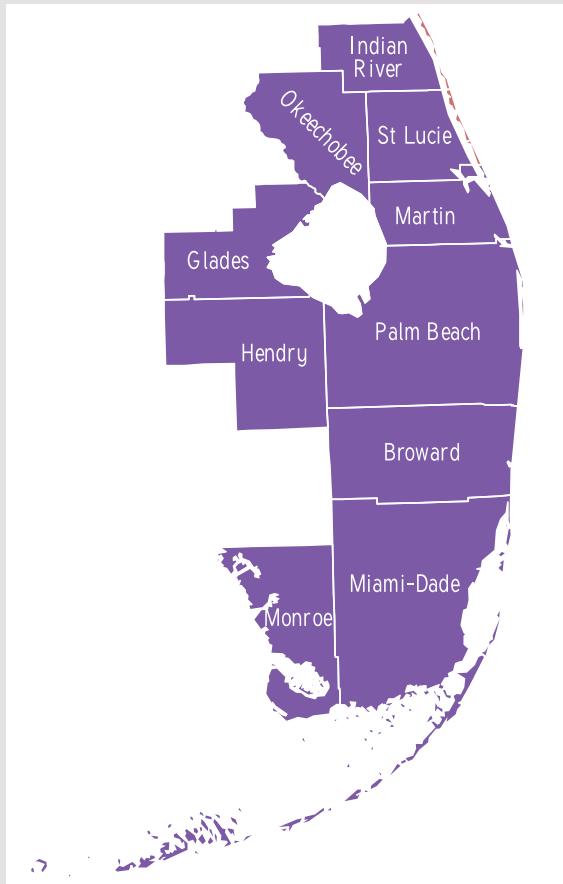 Indian
River
Okeechobee
St Lucie
Martin
Glades
Palm Beach
Hendry
Broward
Miami-Dade
Monroe